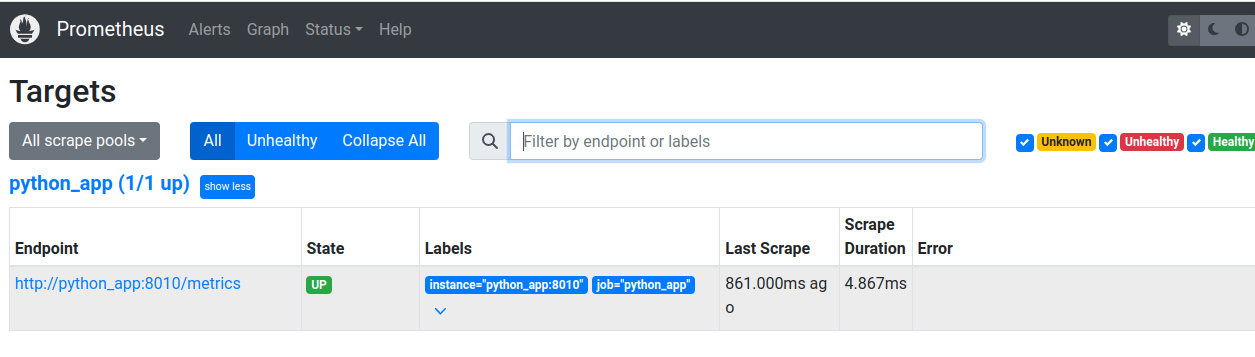 Prometheus Alerts Graph Status Help
Targets
All scrape pools All Unhealthy Collapse All Filter by endpoint or labels Unknown Unhealthy Healthy
python_app (1/1 up) show less
Endpoint State Labels Last Scrape Scrape Duration Error
http://python_app:8010/metrics UP instance="python_app:8010" job="python_app" 861.000ms ag
o 4.867ms